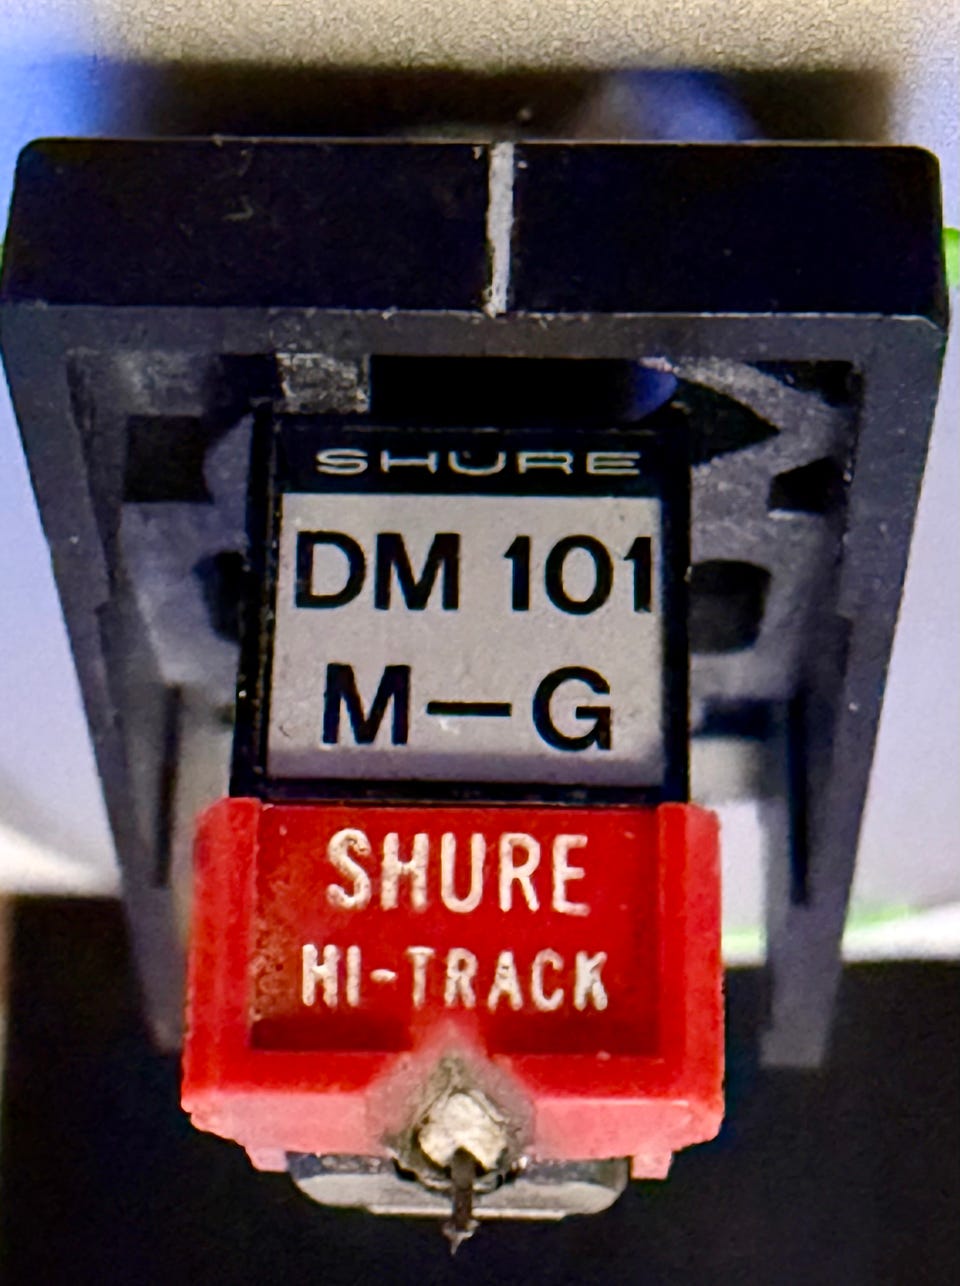 SHURE
DM 101
M—G
SHURE
HI-TRACK